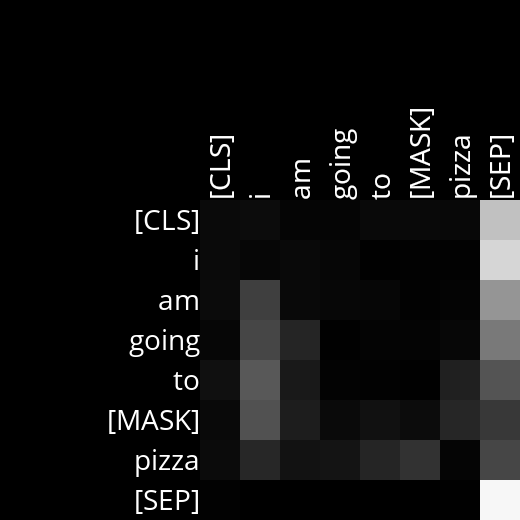 [CLS] i am going to [MASK] pizza [SEP]
[CLS]
i
am
going
to
[MASK]
pizza
[SEP]